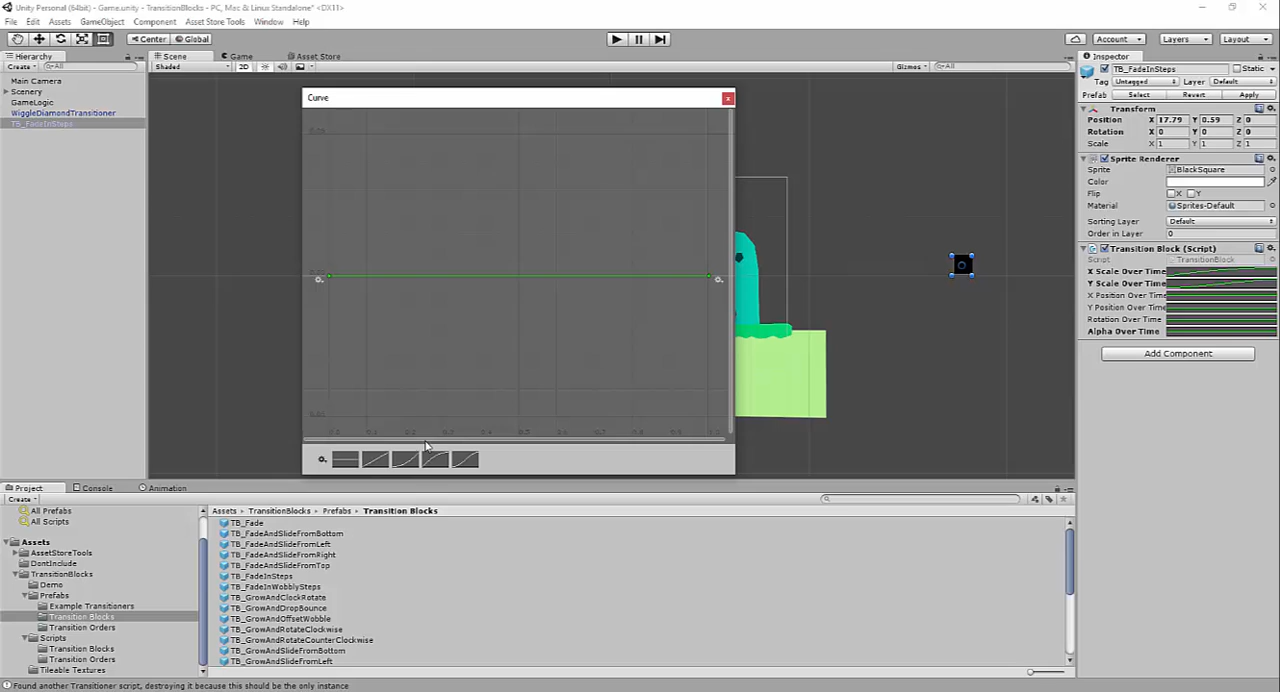 Unity Personal (64bit) - Game.unity - TransitionBlocks - PC, Mac & Linux Standalone* <DX11>
File Edit Assets GameObject Component Asset Store Tools Window Help
Center Global Account Layers Layout
Hierarchy Scene Game Asset Store Inspector
Create All Shaded 2D Gizmos All
TB_FadeInSteps Static
Tag Untagged Layer Default
Prefab Select Revert Apply
Main Camera
Scenery
GameLogic
WiggleDiamondTransitioner
TB_FadeInSteps
Curve
Transform
Position X 17.79 Y 0.59 Z 0
Rotation X 0 Y 0 Z 0
Scale X 1 Y 1 Z 1
Sprite Renderer
Sprite BlackSquare
Color
Flip X Y
Material Sprites-Default
Sorting Layer Default
Order in Layer 0
Transition Block (Script)
Script TransitionBlock
X Scale Over Time
Y Scale Over Time
X Position Over Time
Y Position Over Time
Rotation Over Time
Alpha Over Time
Add Component
Project Console Animation
Create
All Prefabs
All Scripts
Assets
AssetStoreTools
DontInclude
TransitionBlocks
Demo
Prefabs
Example Transitioners
Transition Blocks
Transition Orders
Scripts
Transition Blocks
Transition Orders
Tileable Textures
Assets Transition​Blocks Prefabs Transition Blocks
TB_Fade
TB_FadeAndSlideFromBottom
TB_FadeAndSlideFromLeft
TB_FadeAndSlideFromRight
TB_FadeAndSlideFromTop
TB_FadeInSteps
TB_FadeInWobblySteps
TB_GrowAndClockRotate
TB_GrowAndDropBounce
TB_GrowAndOffsetWobble
TB_GrowAndRotateClockwise
TB_GrowAndRotateCounterClockwise
TB_GrowAndSlideFromBottom
TB_GrowAndSlideFromLeft
Found another Transitioner script, destroying it because this should be the only instance